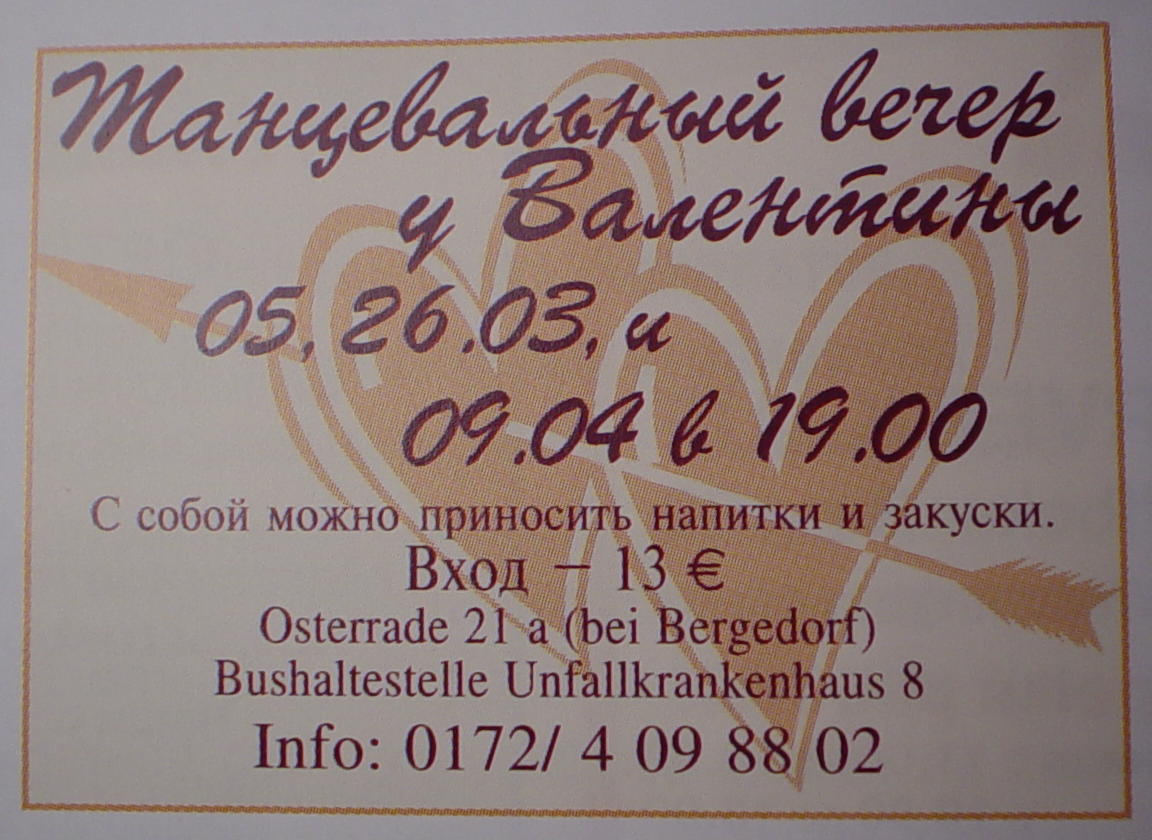 Танцевальный вечер
у Валентины
05, 26.03, и
09.04 в 19.00
С собой можно приносить напитки и закуски.
Вход – 13 €
Osterrade 21 a (bei Bergedorf)
Bushaltestelle Unfallkrankenhaus 8
Info: 0172/ 4 09 88 02